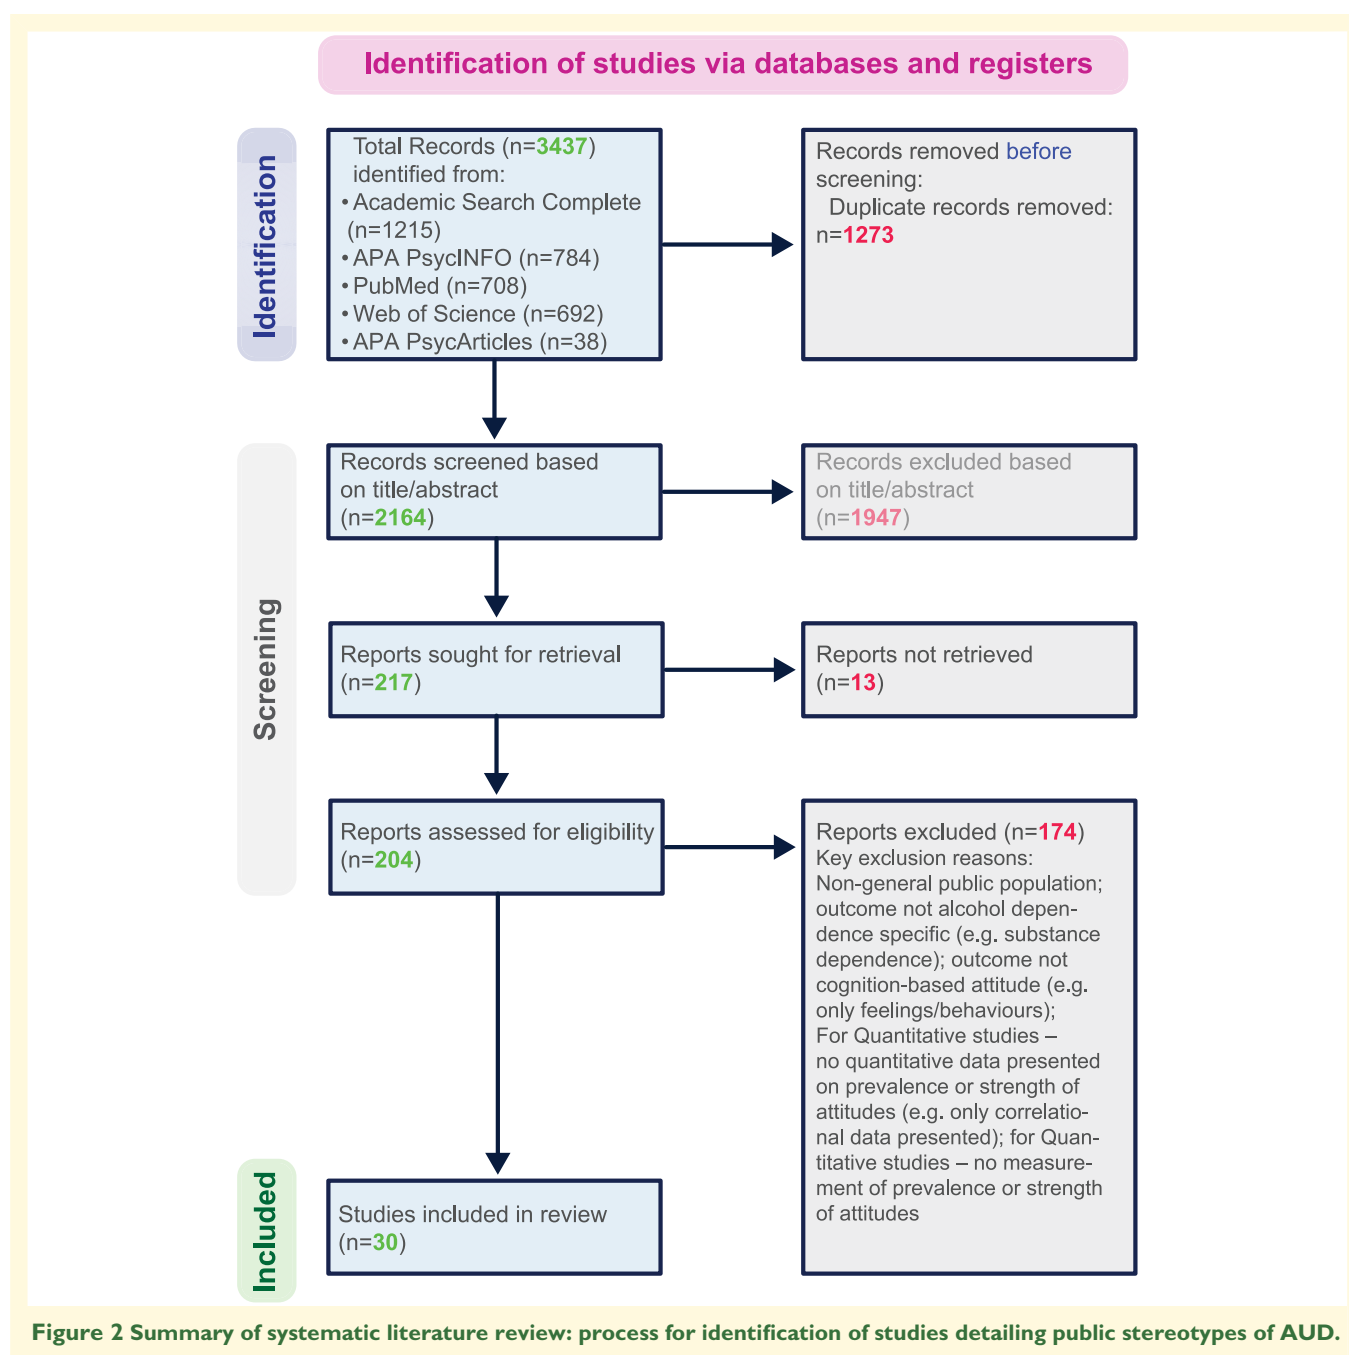 Identification of studies via databases and registers
Identification
Total Records (n=3437)
identified from:
• Academic Search Complete
(n=1215)
• APA PsycINFO (n=784)
• PubMed (n=708)
• Web of Science (n=692)
• APA PsycArticles (n=38)
Records removed before
screening:
Duplicate records removed:
n=1273
Screening
Records screened based
on title/abstract
(n=2164)
Records excluded based
on title/abstract
(n=1947)
Reports sought for retrieval
(n=217)
Reports not retrieved
(n=13)
Reports assessed for eligibility
(n=204)
Reports excluded (n=174)
Key exclusion reasons:
Non-general public population;
outcome not alcohol depen-
dence specific (e.g. substance
dependence); outcome not
cognition-based attitude (e.g.
only feelings/behaviours);
For Quantitative studies –
no quantitative data presented
on prevalence or strength of
attitudes (e.g. only correlatio-
nal data presented); for Quan-
titative studies – no measure-
ment of prevalence or strength
of attitudes
Included
Studies included in review
(n=30)
Figure 2 Summary of systematic literature review: process for identification of studies detailing public stereotypes of AUD.